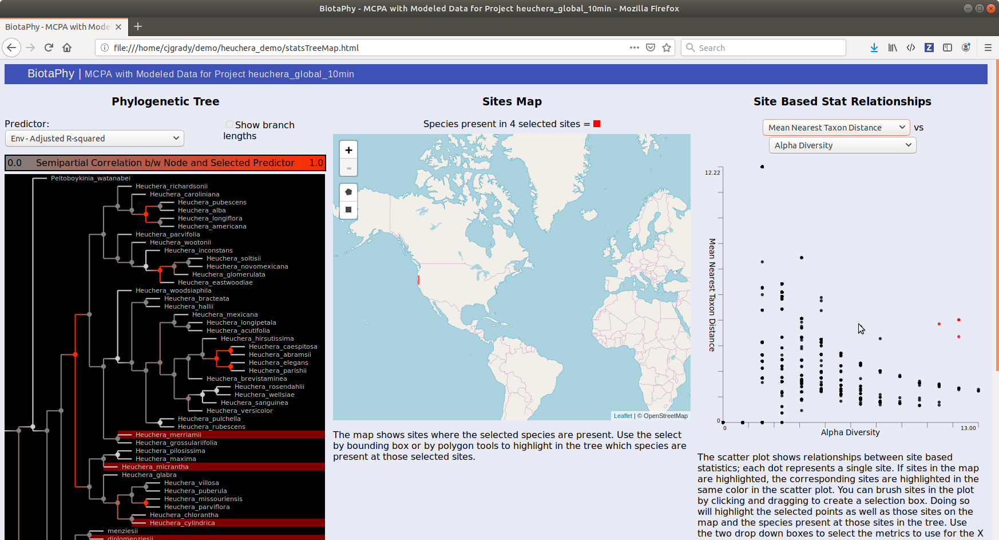 BiotaPhy - MCPA with Modeled Data for Project heuchera_global_10min - Mozilla Firefox
BiotaPhy - MCPA with Mode
file:///home/cjgrady/demo/heuchera_demo/statsTreeMap.html
Search
BiotaPhy | MCPA with Modeled Data for Project heuchera_global_10min
Phylogenetic Tree
Predictor:
Show branch
lengths
Env - Adjusted R-squared
0.0 Semipartial Correlation b/w Node and Selected Predictor 1.0
Peltoboykinia_watanabei
Heuchera_richardsonii
Heuchera_caroliniana
Heuchera_pubescens
Heuchera_alba
Heuchera_longiflora
Heuchera_americana
Heuchera_parvifolia
Heuchera_wootonii
Heuchera_inconstans
Heuchera_soltisii
Heuchera_novomexicana
Heuchera_glomerulata
Heuchera_eastwoodiae
Heuchera_woodsiaphila
Heuchera_bracteata
Heuchera_hallii
Heuchera_mexicana
Heuchera_longipetala
Heuchera_acutifolia
Heuchera_hirsutissima
Heuchera_caespitosa
Heuchera_abramsii
Heuchera_elegans
Heuchera_parishii
Heuchera_brevistaminea
Heuchera_rosendahlii
Heuchera_wellsiae
Heuchera_sanguinea
Heuchera_versicolor
Heuchera_pulchella
Heuchera_rubescens
Heuchera_merriamii
Heuchera_grossulariifolia
Heuchera_pilosissima
Heuchera_maxima
Heuchera_micrantha
Heuchera_glabra
Heuchera_villosa
Heuchera_puberula
Heuchera_missouriensis
Heuchera_parviflora
Heuchera_chlorantha
Heuchera_cylindrica
menziesii
diplomenziesii
Sites Map
Species present in 4 selected sites =
+
-
Leaflet | © OpenStreetMap
The map shows sites where the selected species are present. Use the select
by bounding box or by polygon tools to highlight in the tree which species are
present at those selected sites.
Site Based Stat Relationships
Mean Nearest Taxon Distance vs
Alpha Diversity
12.22
Mean Nearest Taxon Distance
0
0
13.00
Alpha Diversity
The scatter plot shows relationships between site based
statistics; each dot represents a single site. If sites in the map
are highlighted, the corresponding sites are highlighted in the
same color in the scatter plot. You can brush sites in the plot
by clicking and dragging to create a selection box. Doing so
will highlight the selected points as well as those sites on the
map and the species present at those sites in the tree. Use
the two drop down boxes to select the metrics to use for the X